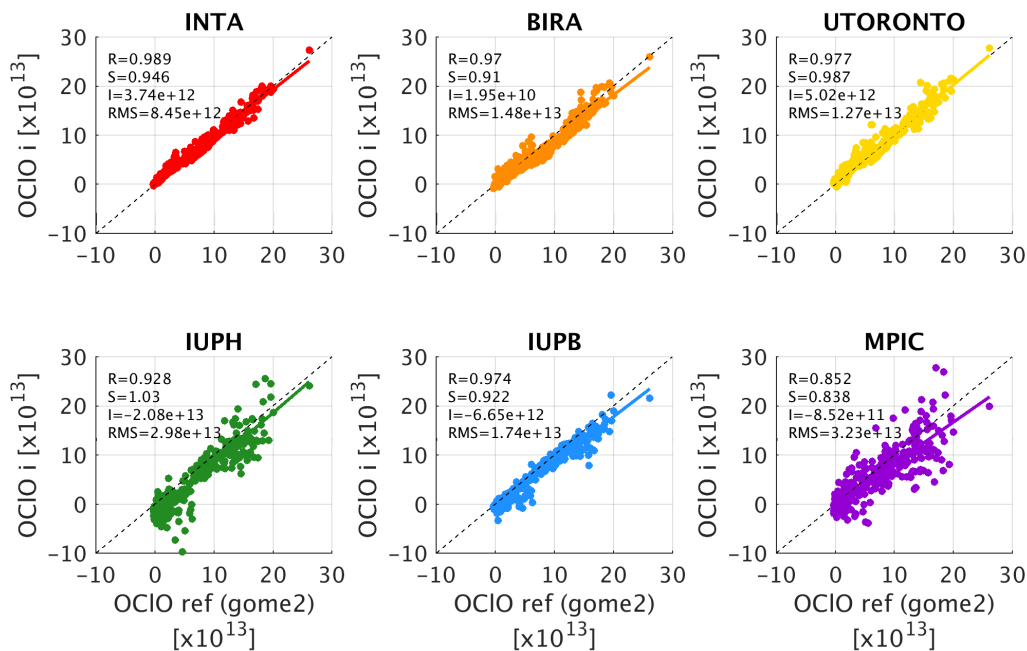 INTA
BIRA
UTORONTO
OClO i [x10^13]
30
20
10
0
−10
R=0.989
S=0.946
I=3.74e+12
RMS=8.45e+12
−10 0 10 20 30
OClO i [x10^13]
30
20
10
0
−10
R=0.97
S=0.91
I=1.95e+10
RMS=1.48e+13
−10 0 10 20 30
OClO i [x10^13]
30
20
10
0
−10
R=0.977
S=0.987
I=5.02e+12
RMS=1.27e+13
−10 0 10 20 30
IUPH
IUPB
MPIC
OClO i [x10^13]
30
20
10
0
−10
R=0.928
S=1.03
I=−2.08e+13
RMS=2.98e+13
−10 0 10 20 30
OClO ref (gome2)
[x10^13]
OClO i [x10^13]
30
20
10
0
−10
R=0.974
S=0.922
I=−6.65e+12
RMS=1.74e+13
−10 0 10 20 30
OClO ref (gome2)
[x10^13]
OClO i [x10^13]
30
20
10
0
−10
R=0.852
S=0.838
I=−8.52e+11
RMS=3.23e+13
−10 0 10 20 30
OClO ref (gome2)
[x10^13]